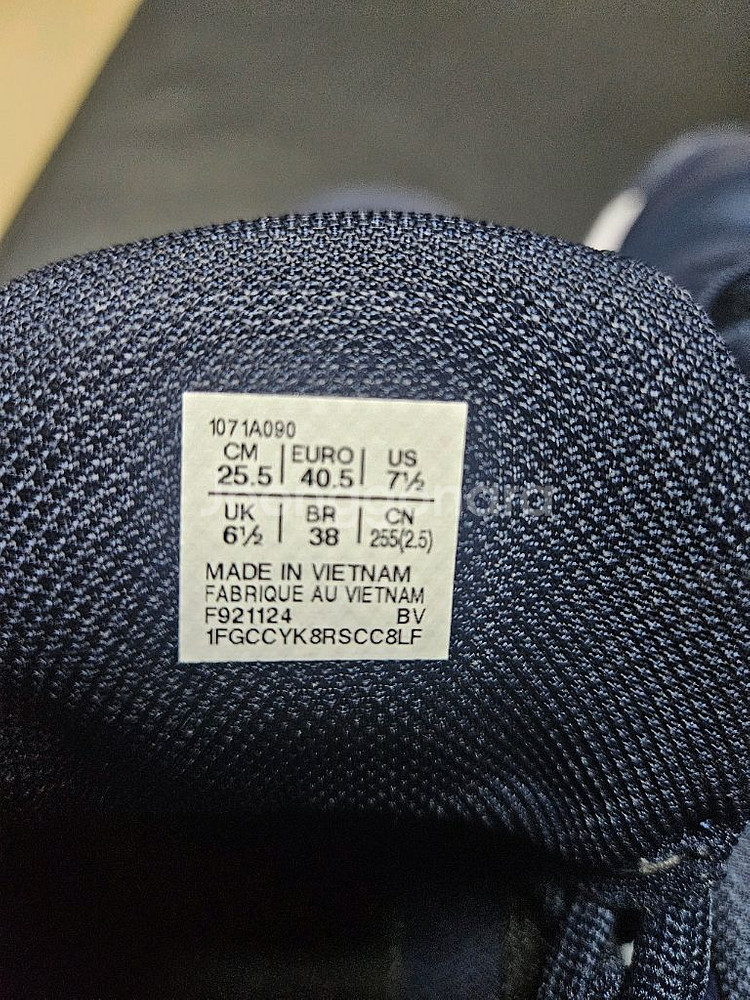 1071A090
CM EURO US
25.5 40.5 7½
UK BR CN
6½ 38 255(2.5)
MADE IN VIETNAM
FABRIQUE AU VIETNAM
F921124 BV
1FGCCYK8RSCC8LF